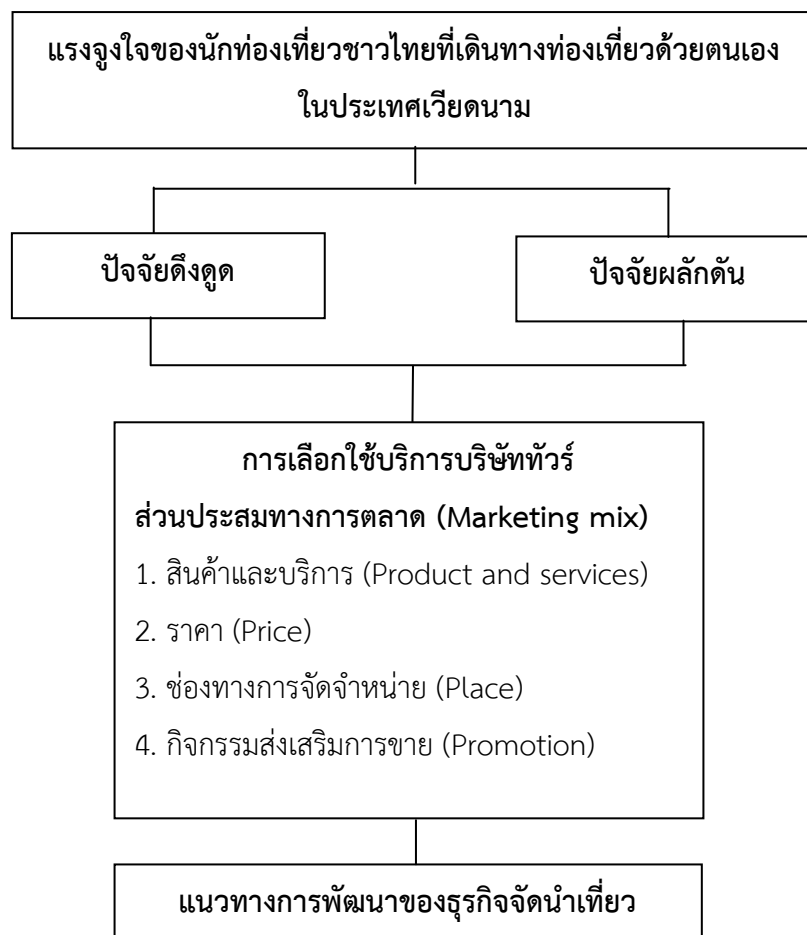 แรงจูงใจของนักท่องเที่ยวชาวไทยที่เดินทางท่องเที่ยวด้วยตนเอง
ในประเทศเวียดนาม
ปัจจัยดึงดูด
ปัจจัยผลักดัน
การเลือกใช้บริการบริษัททัวร์
ส่วนประสมทางการตลาด (Marketing mix)
1. สินค้าและบริการ (Product and services)
2. ราคา (Price)
3. ช่องทางการจัดจำหน่าย (Place)
4. กิจกรรมส่งเสริมการขาย (Promotion)
แนวทางการพัฒนาของธุรกิจจัดนำเที่ยว